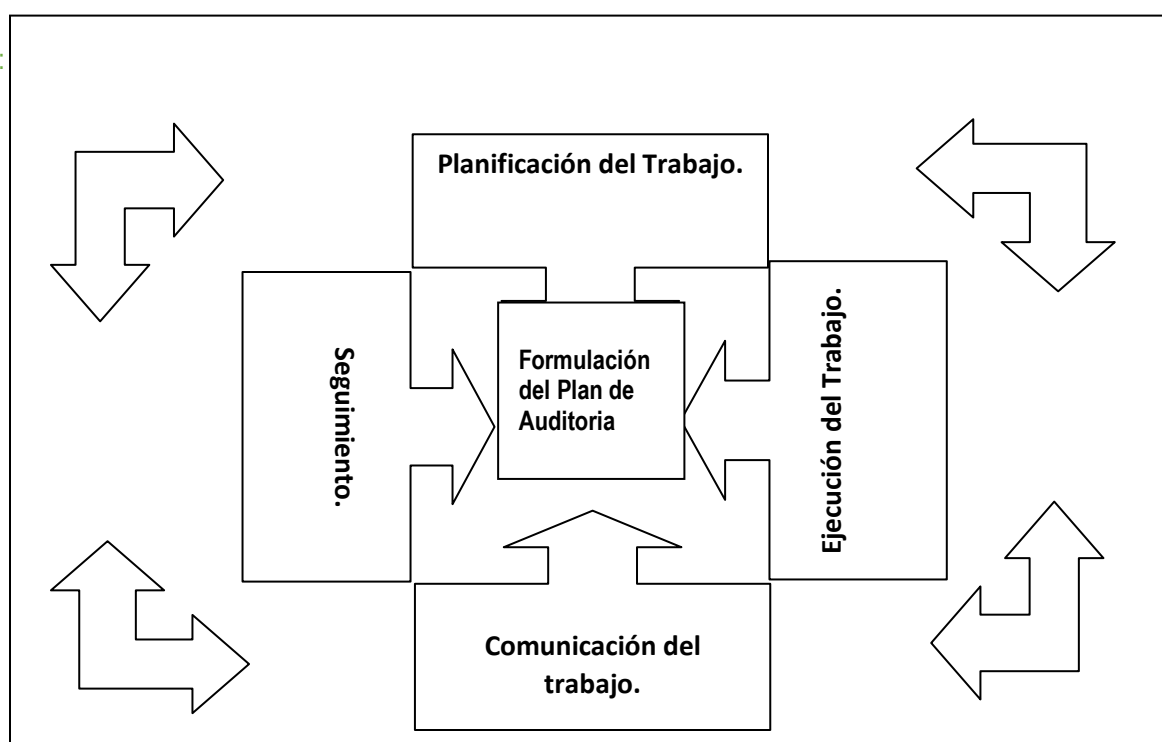 Planificación del Trabajo.
Seguimiento.
Formulación
del Plan de
Auditoria
Ejecución del Trabajo.
Comunicación del
trabajo.